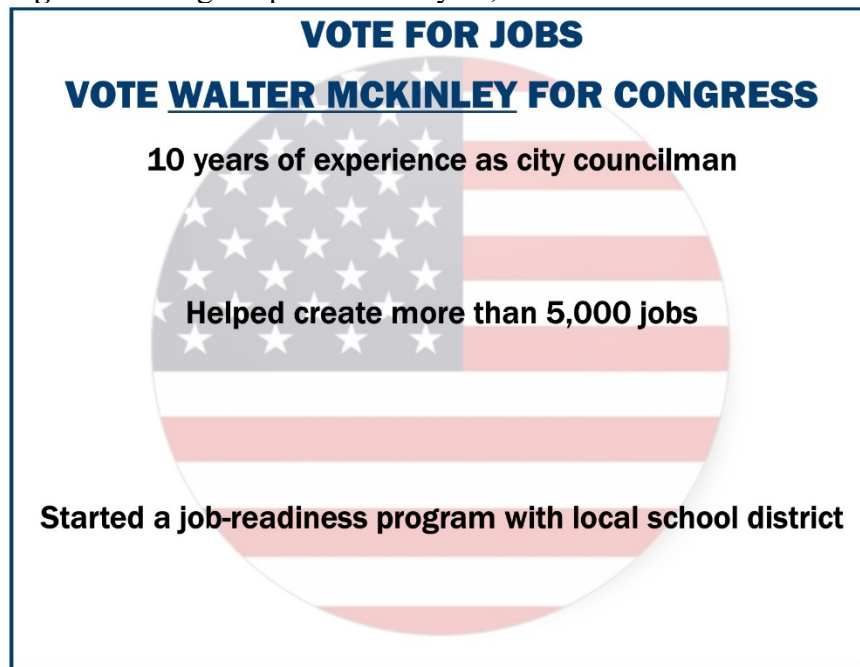 VOTE FOR JOBS
VOTE WALTER MCKINLEY FOR CONGRESS
10 years of experience as city councilman
Helped create more than 5,000 jobs
Started a job-readiness program with local school district